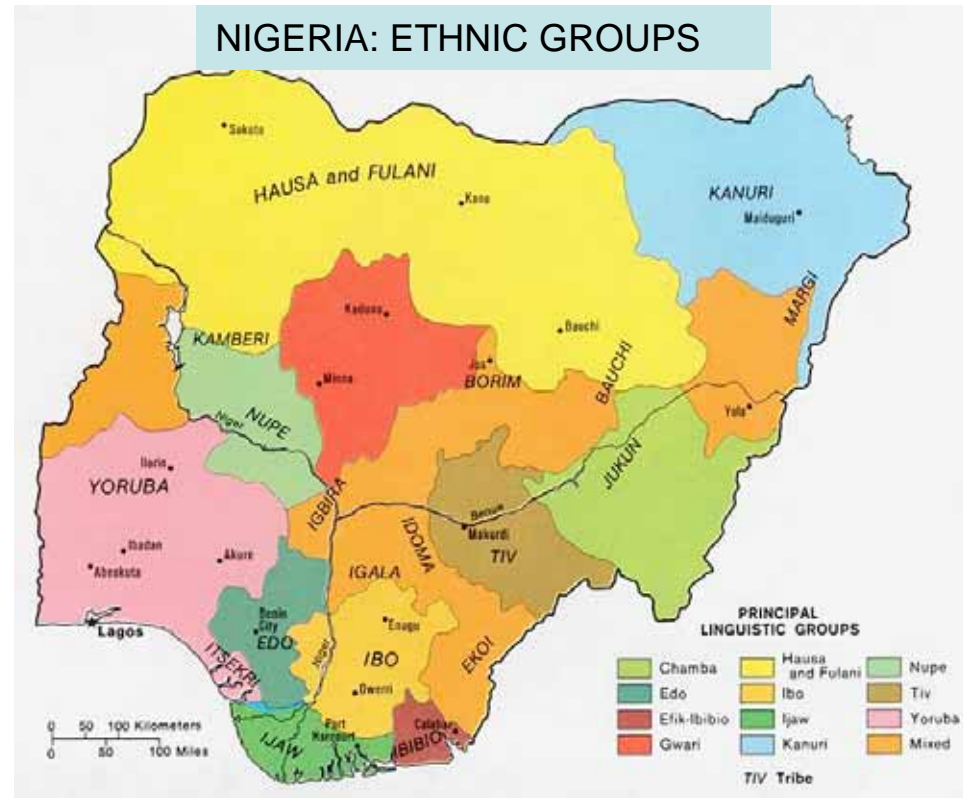 NIGERIA: ETHNIC GROUPS
Sokoto
HAUSA and FULANI
Kano
KANURI
Maiduguri
MARGI
Kaduna
KAMBERI
Bauchi
Jos
BORIM
BAUCHI
Minna
Yola
NUPE
Niger
JUKUN
Ilorin
YORUBA
IGBIRA
Benue
Makurdi
IDOMA
TIV
Ibadan
Akure
Abeokuta
IGALA
Lagos
Benin
City
EDO
Enugu
IBO
EKOI
Niger
ITSEKRI
Owerri
Port
Harcourt
Calabar
IJAW
IBIBIO
0 50 100 Kilometers
0 50 100 Miles
PRINCIPAL
LINGUISTIC GROUPS
Chamba
Edo
Efik-Ibibio
Gwari
Hausa
and Fulani
Ibo
Ijaw
Kanuri
Nupe
Tiv
Yoruba
Mixed
TIV Tribe